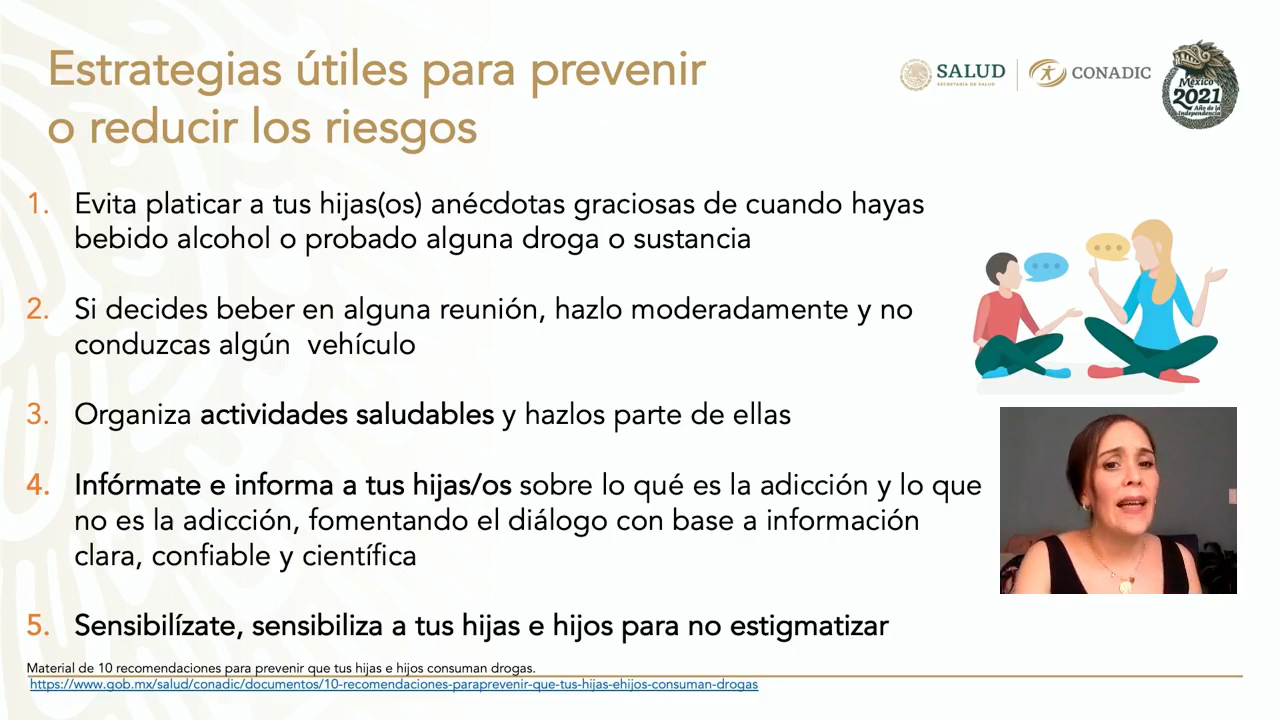 Estrategias útiles para prevenir
o reducir los riesgos
SALUD
SECRETARÍA DE SALUD
CONADIC
México
2021
Año de la
Independencia
1. Evita platicar a tus hijas(os) anécdotas graciosas de cuando hayas
bebido alcohol o probado alguna droga o sustancia
2. Si decides beber en alguna reunión, hazlo moderadamente y no
conduzcas algún vehículo
3. Organiza actividades saludables y hazlos parte de ellas
4. Infórmate e informa a tus hijas/os sobre lo qué es la adicción y lo que
no es la adicción, fomentando el diálogo con base a información
clara, confiable y científica
5. Sensibilízate, sensibiliza a tus hijas e hijos para no estigmatizar
Material de 10 recomendaciones para prevenir que tus hijas e hijos consuman drogas.
https://www.gob.mx/salud/conadic/documentos/10-recomendaciones-paraprevenir-que-tus-hijas-ehijos-consuman-drogas